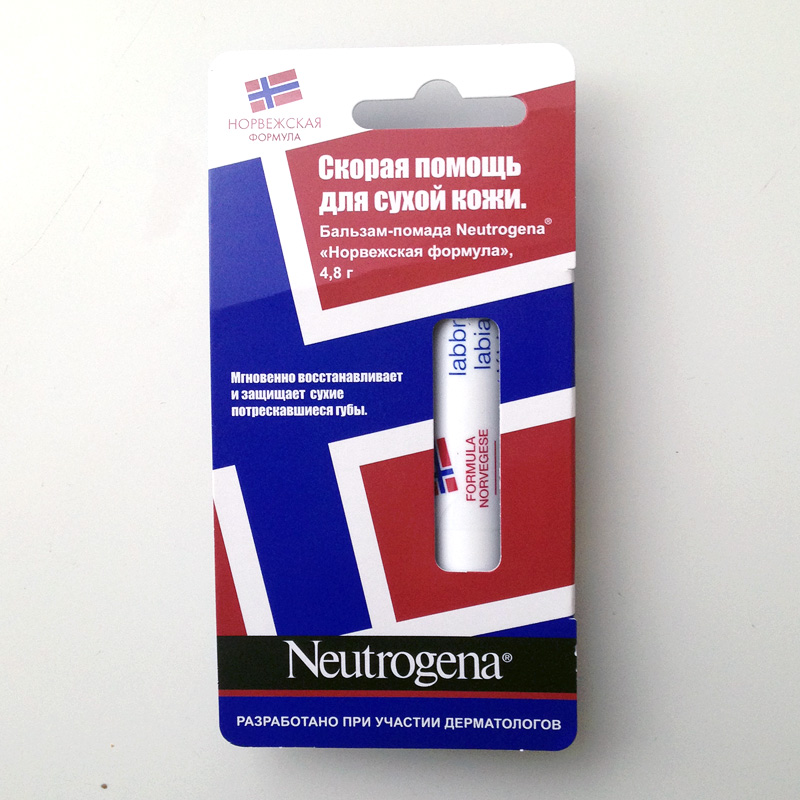 НОРВЕЖСКАЯ
ФОРМУЛА
Скорая помощь
для сухой кожи.
Бальзам-помада Neutrogena®
«Норвежская формула»,
4,8 г
Мгновенно восстанавливает
и защищает сухие
потрескавшиеся губы.
labbr
labia
FORMULA
NORVEGESE
Neutrogena®
РАЗРАБОТАНО ПРИ УЧАСТИИ ДЕРМАТОЛОГОВ